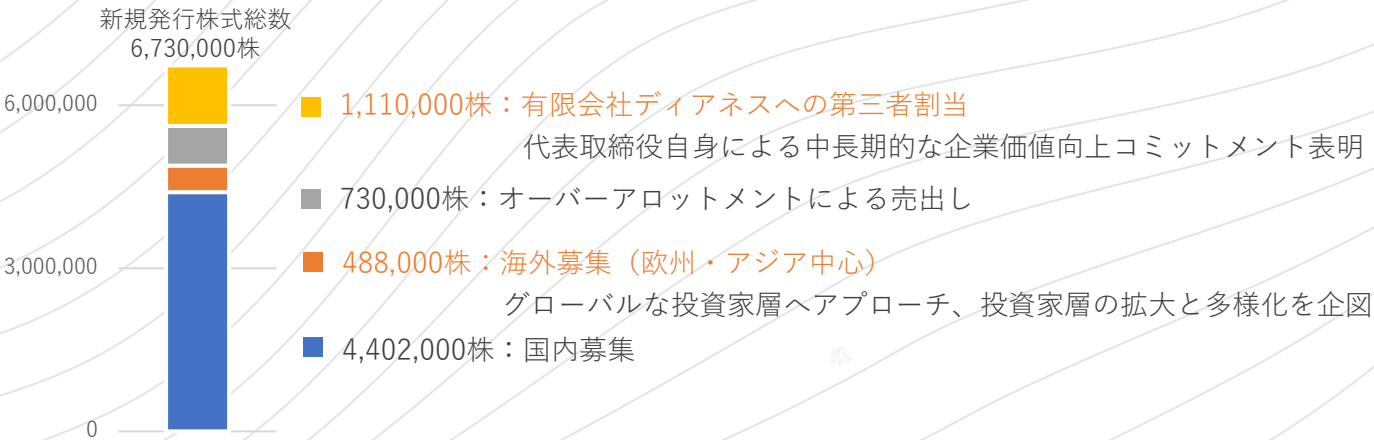 新規発行株式総数
6,730,000株
6,000,000
1,110,000株：有限会社ディアネスへの第三者割当
代表取締役自身による中長期的な企業価値向上コミットメント表明
730,000株：オーバーアロットメントによる売出し
3,000,000
488,000株：海外募集（欧州・アジア中心）
グローバルな投資家層へアプローチ、投資家層の拡大と多様化を企図
4,402,000株：国内募集
0